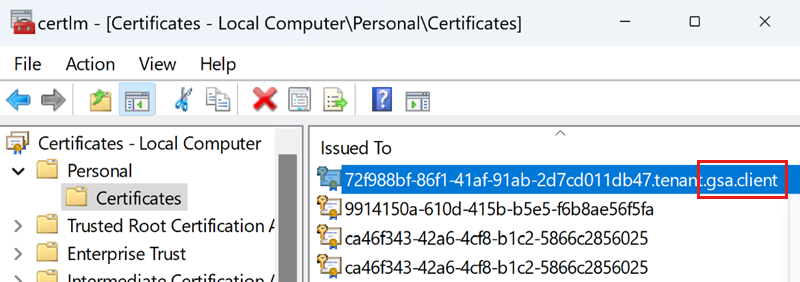 certlm - [Certificates - Local Computer\Personal\Certificates]
File Action View Help
Certificates - Local Computer
Personal
Certificates
Trusted Root Certification A
Enterprise Trust
Intermediate Certification A
Issued To
72f988bf-86f1-41af-91ab-2d7cd011db47.tenant.gsa.client
9914150a-610d-415b-b5e5-f6b8ae56f5fa
ca46f343-42a6-4cf8-b1c2-5866c2856025
ca46f343-42a6-4cf8-b1c2-5866c2856025